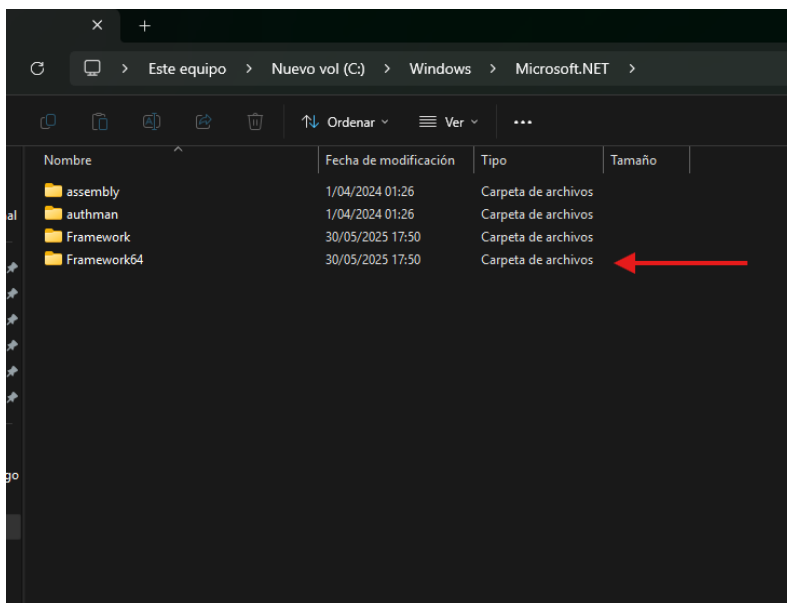 Este equipo > Nuevo vol (C:) > Windows > Microsoft.NET >
Ordenar Ver ...
Nombre Fecha de modificación Tipo Tamaño
assembly 1/04/2024 01:26 Carpeta de archivos
al authman 1/04/2024 01:26 Carpeta de archivos
Framework 30/05/2025 17:50 Carpeta de archivos
Framework64 30/05/2025 17:50 Carpeta de archivos
go